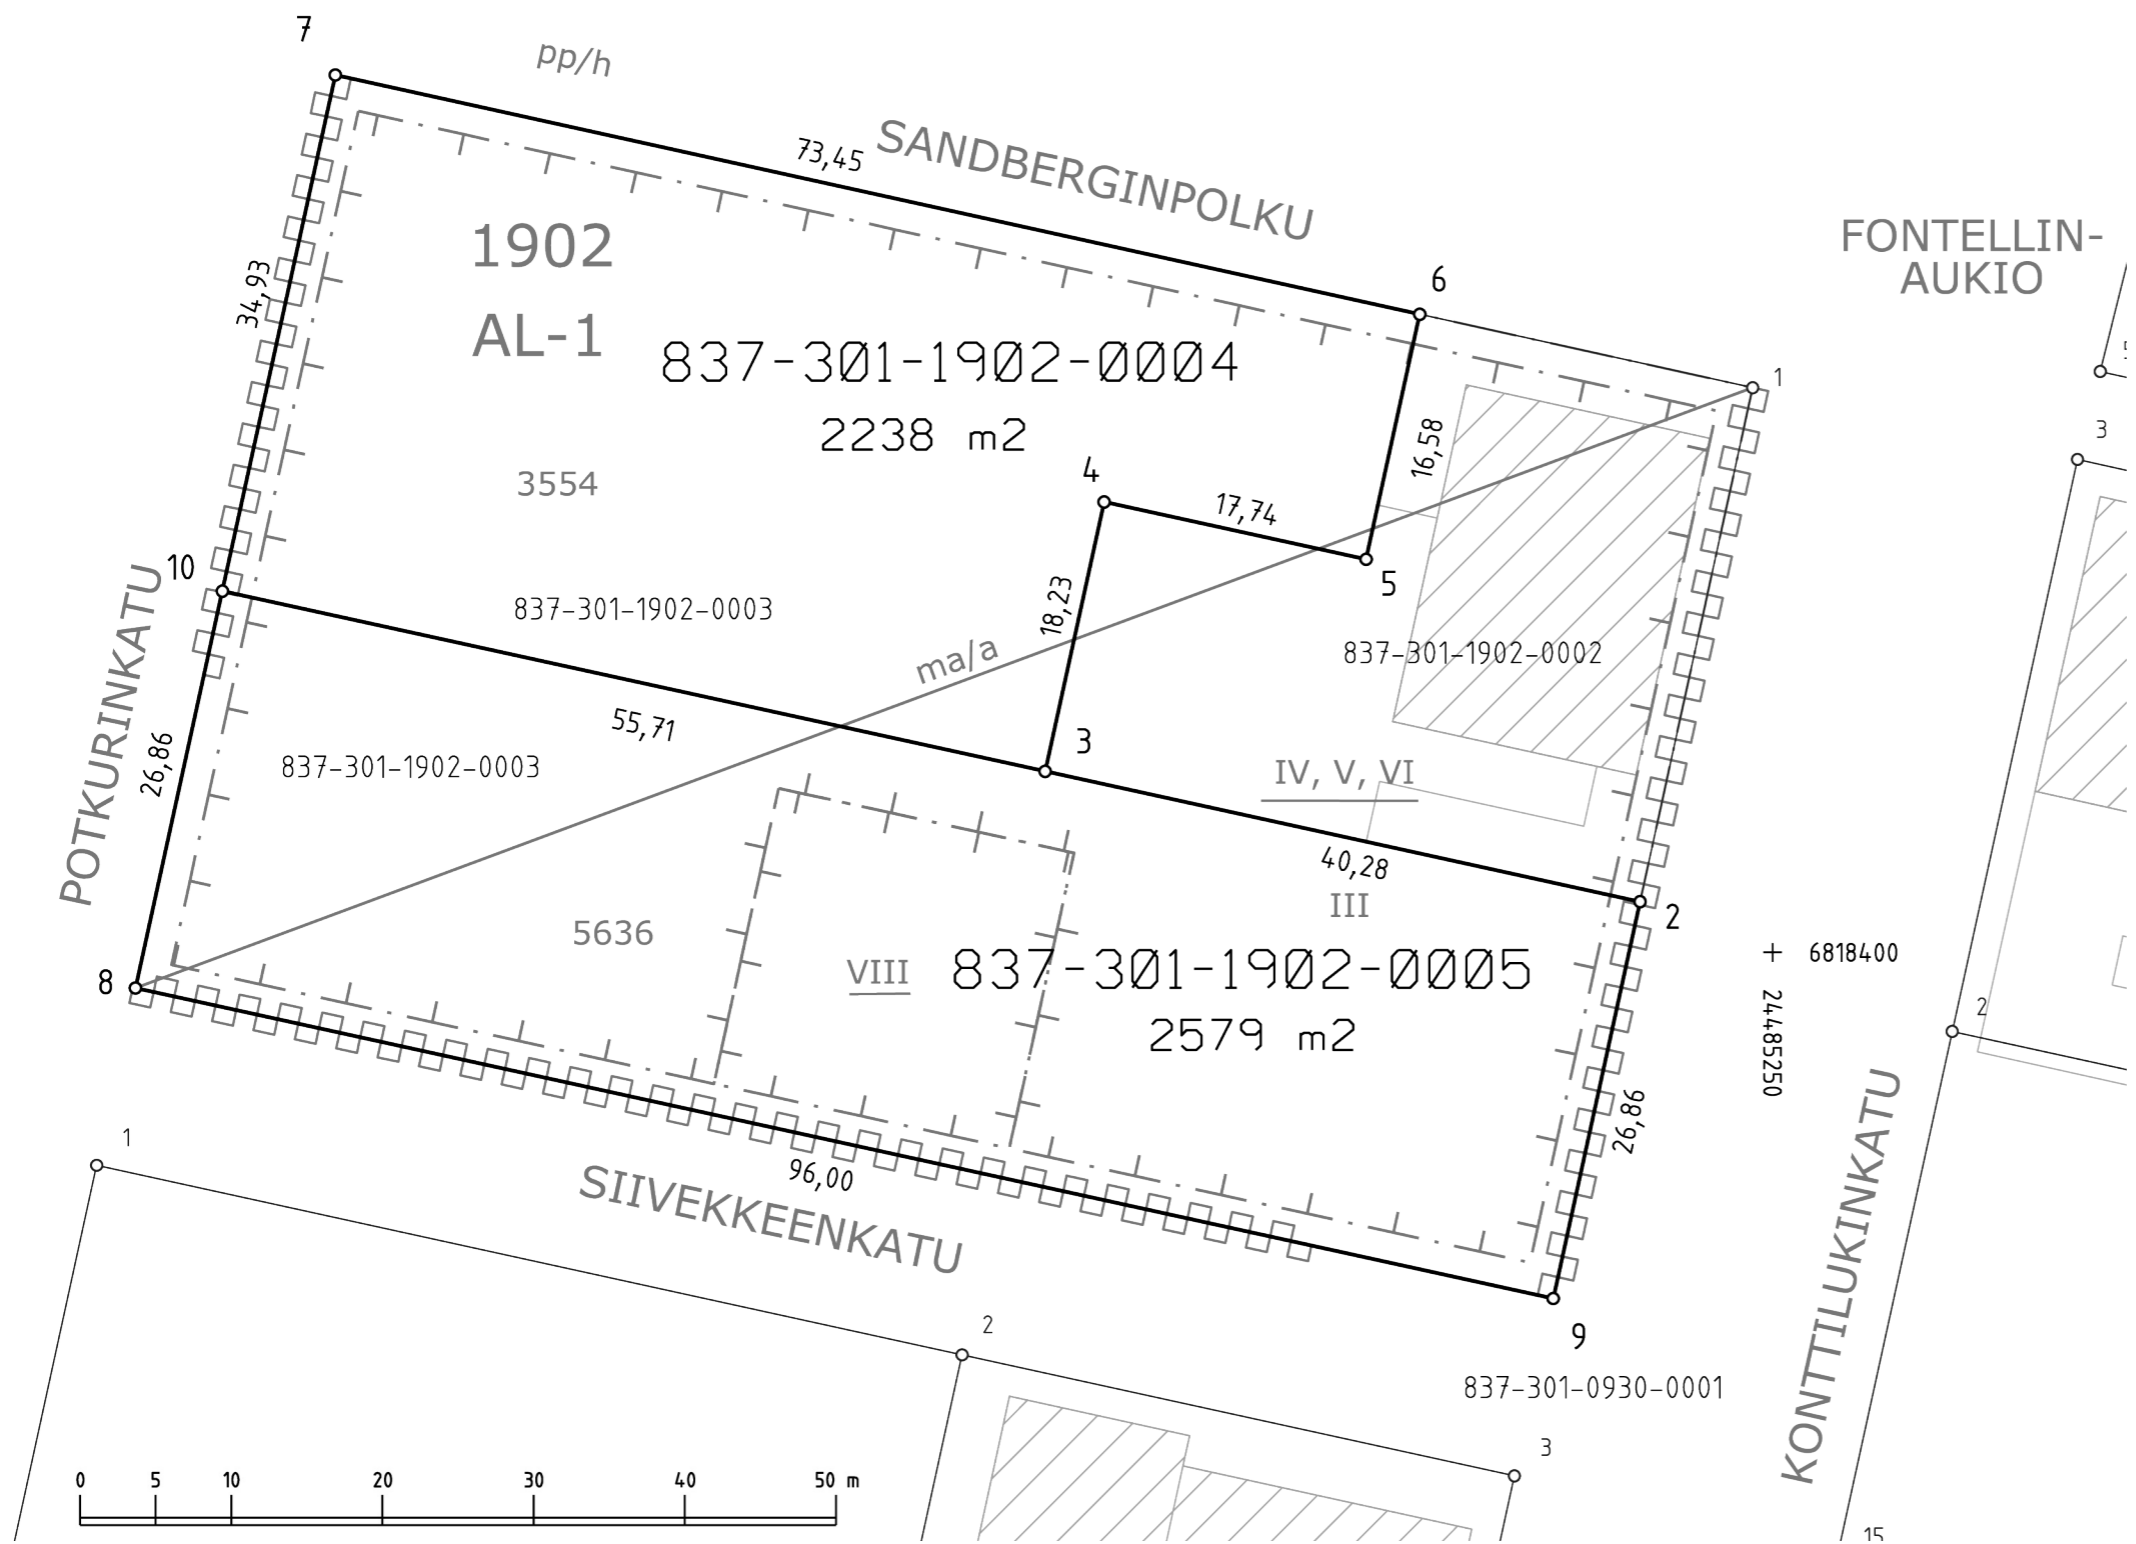 7
pp/h
73,45
SANDBERGINPOLKU
FONTELLIN-
AUKIO
1902
AL-1
34,93
6
837-301-1902-0004
2238 m2
1
16,58
3
4
17,74
3554
5
10
837-301-1902-0003
18,23
837-301-1902-0002
ma/a
POTKURINKATU
55,71
3
26,86
837-301-1902-0003
IV, V, VI
40,28
III
2
5636
VIII
837-301-1902-0005
2579 m2
8
6818400
24485250
2
26,86
1
96,00
SIIVEKKEENKATU
KONTTILUKINKATU
2
9
837-301-0930-0001
3
0 5 10 20 30 40 50 m
15